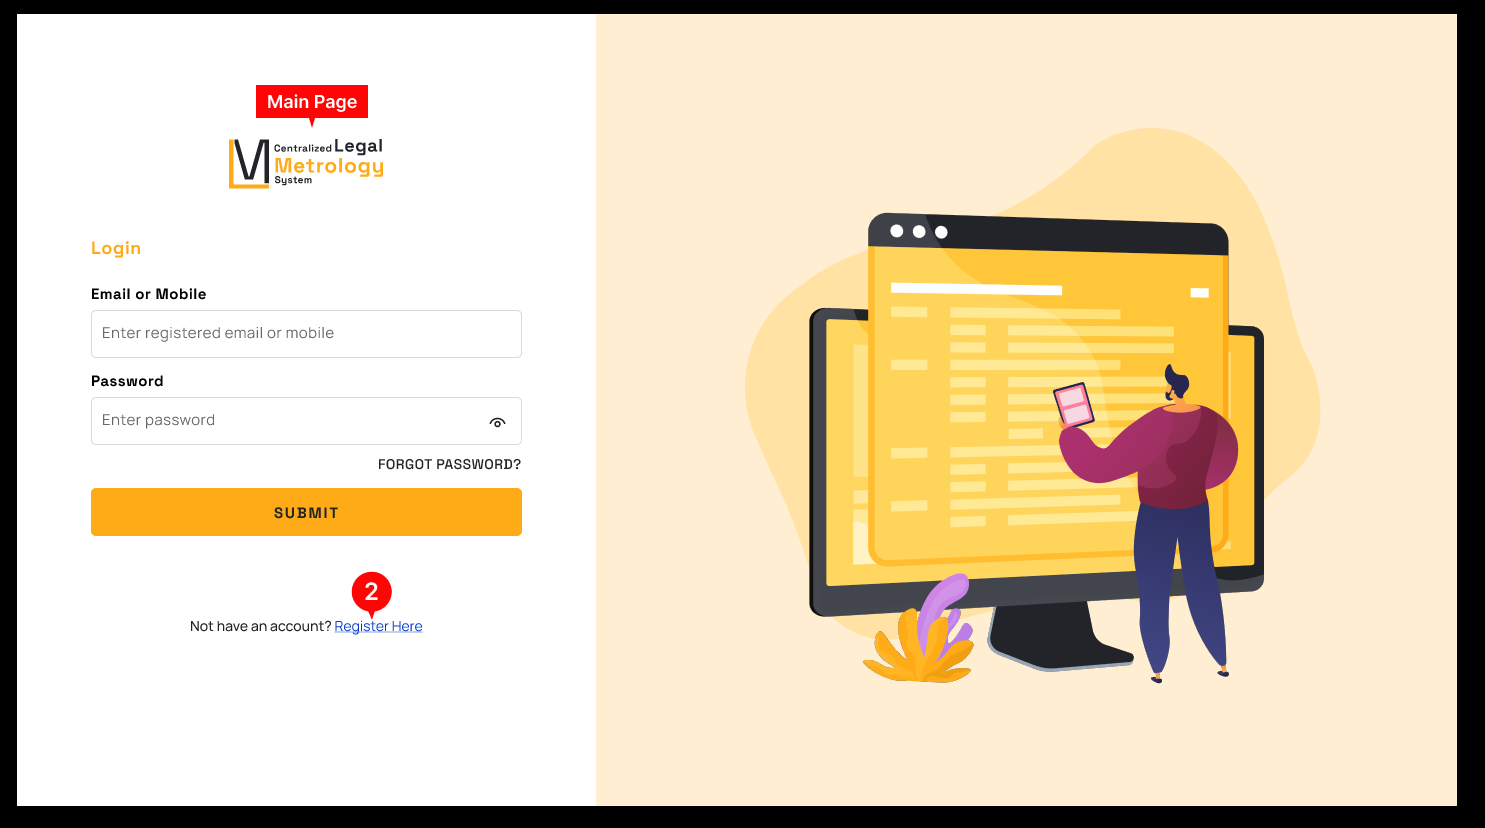 Main Page
Centralized Legal
Metrology
System
Login
Email or Mobile
Enter registered email or mobile
Password
Enter password
FORGOT PASSWORD?
SUBMIT
2
Not have an account? Register Here